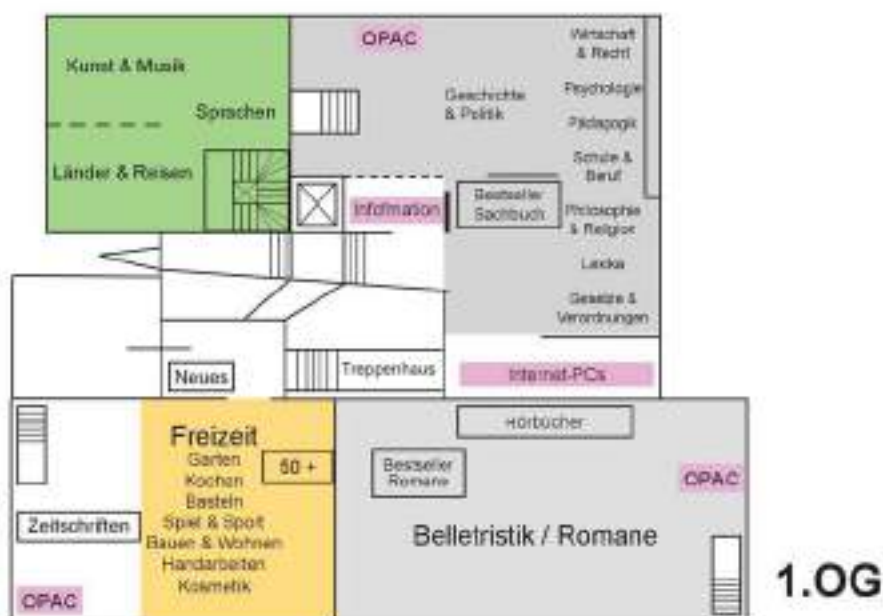 Kunst & Musik
Sprachen
Länder & Reisen
OPAC
Geschichte
& Politik
Wirtschaft
& Recht
Psychologie
Pädagogik
Schule &
Beruf
Philosophie
& Religion
Lexika
Gesetze &
Verordnungen
Information
Bestseller
Sachbuch
Neues
Treppenhaus
Internet-PCs
Freizeit
Garten
Kochen
Basteln
Spiel & Sport
Bauen & Wohnen
Handarbeiten
Kosmetik
50 +
Zeitschriften
OPAC
Hörbücher
Bestseller
Romane
OPAC
Belletristik / Romane
1.OG